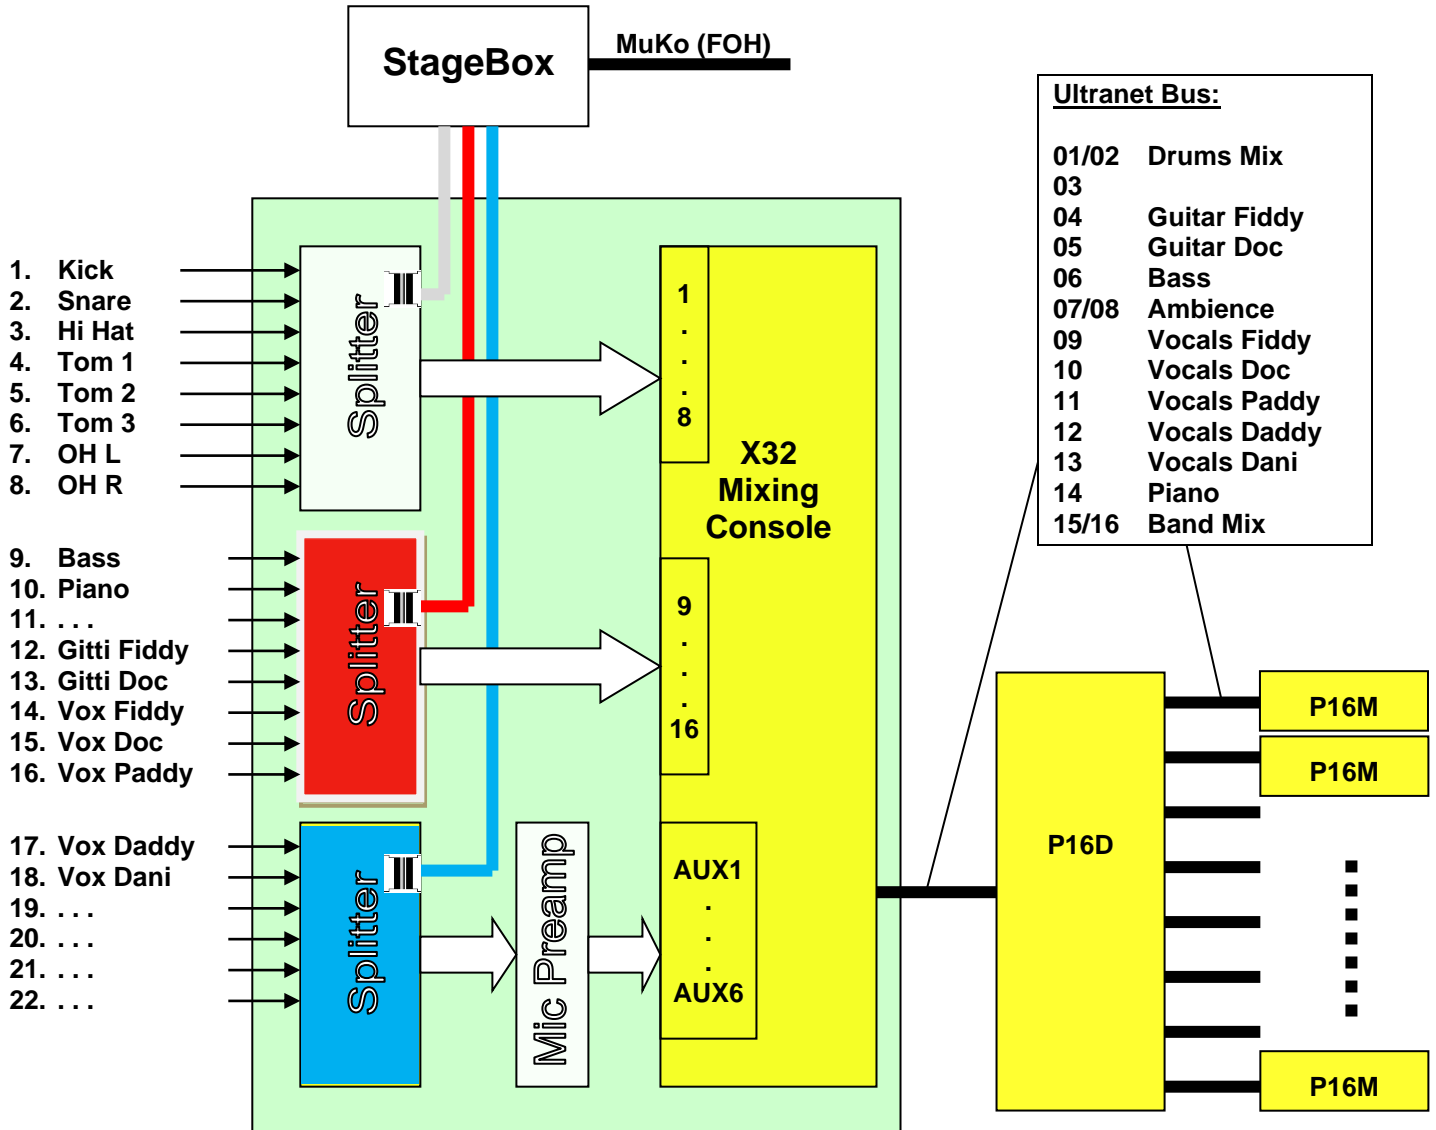 StageBox
MuKo (FOH)
Ultranet Bus:
01/02 Drums Mix
03
04 Guitar Fiddy
05 Guitar Doc
06 Bass
07/08 Ambience
09 Vocals Fiddy
10 Vocals Doc
11 Vocals Paddy
12 Vocals Daddy
13 Vocals Dani
14 Piano
15/16 Band Mix
1. Kick
2. Snare
3. Hi Hat
4. Tom 1
5. Tom 2
6. Tom 3
7. OH L
8. OH R
Splitter
1
.
.
.
8
X32
Mixing
Console
9. Bass
10. Piano
11. . . .
12. Gitti Fiddy
13. Gitti Doc
14. Vox Fiddy
15. Vox Doc
16. Vox Paddy
Splitter
9
.
.
.
16
17. Vox Daddy
18. Vox Dani
19. . . .
20. . . .
21. . . .
22. . . .
Splitter
Mic Preamp
AUX1
.
.
.
AUX6
P16D
P16M
P16M
P16M